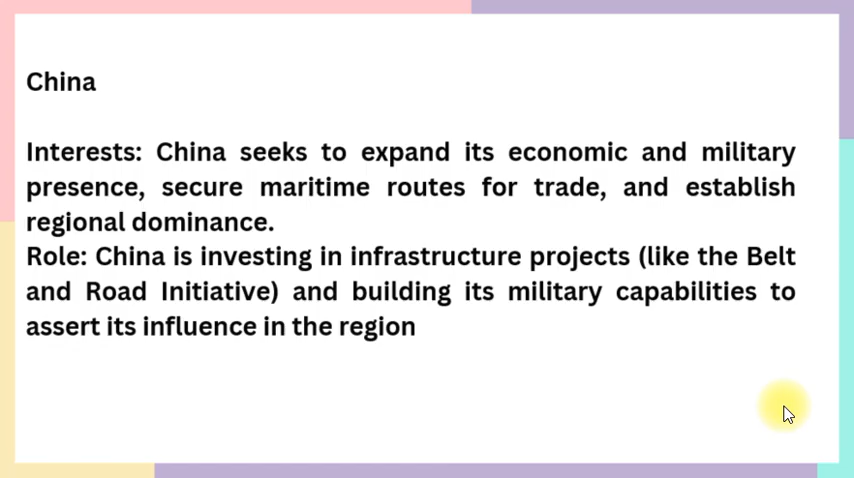 China
Interests: China seeks to expand its economic and military
presence, secure maritime routes for trade, and establish
regional dominance.
Role: China is investing in infrastructure projects (like the Belt
and Road Initiative) and building its military capabilities to
assert its influence in the region